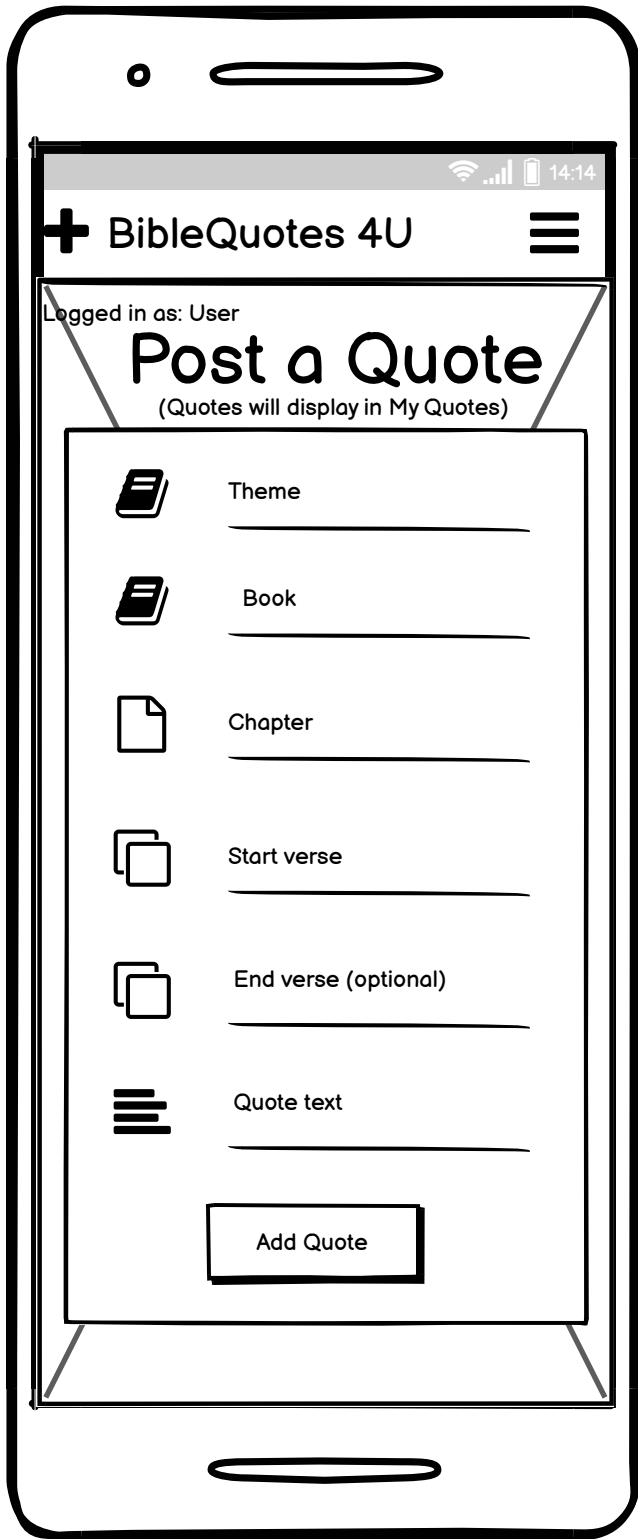 14:14
BibleQuotes 4U
Logged in as: User
Post a Quote
(Quotes will display in My Quotes)
Theme
Book
Chapter
Start verse
End verse (optional)
Quote text
Add Quote